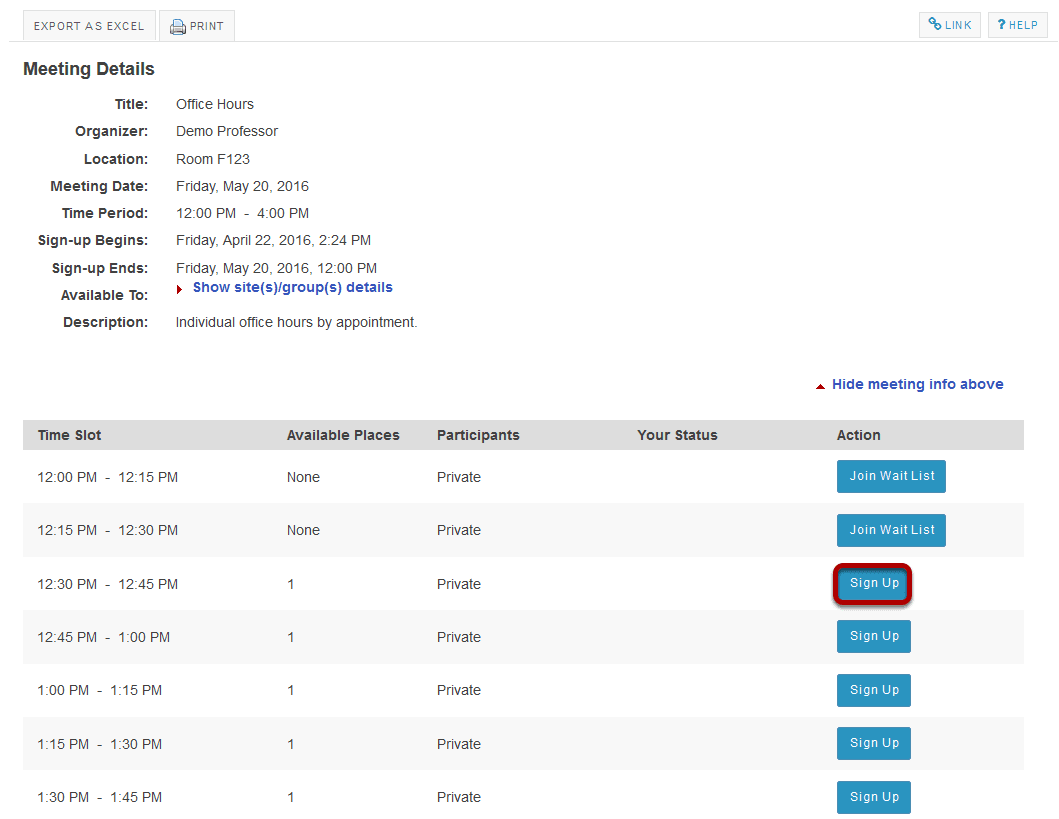 EXPORT AS EXCEL PRINT LINK ? HELP
Meeting Details
Title: Office Hours
Organizer: Demo Professor
Location: Room F123
Meeting Date: Friday, May 20, 2016
Time Period: 12:00 PM - 4:00 PM
Sign-up Begins: Friday, April 22, 2016, 2:24 PM
Sign-up Ends: Friday, May 20, 2016, 12:00 PM
Available To: Show site(s)/group(s) details
Description: Individual office hours by appointment.
Hide meeting info above
Time Slot Available Places Participants Your Status Action
12:00 PM - 12:15 PM None Private Join Wait List
12:15 PM - 12:30 PM None Private Join Wait List
12:30 PM - 12:45 PM 1 Private Sign Up
12:45 PM - 1:00 PM 1 Private Sign Up
1:00 PM - 1:15 PM 1 Private Sign Up
1:15 PM - 1:30 PM 1 Private Sign Up
1:30 PM - 1:45 PM 1 Private Sign Up